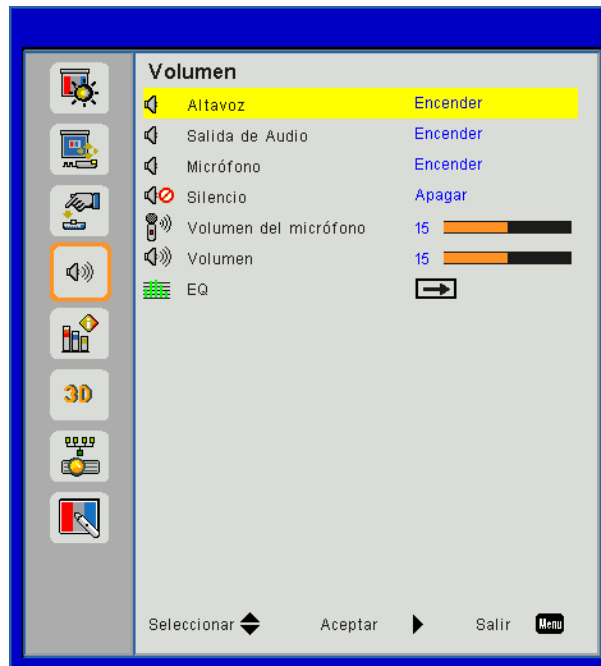 Volumen
Altavoz Encender
Salida de Audio Encender
Micrófono Encender
Silencio Apagar
Volumen del micrófono 15
Volumen 15
EQ
3D
Seleccionar Aceptar Salir Menu